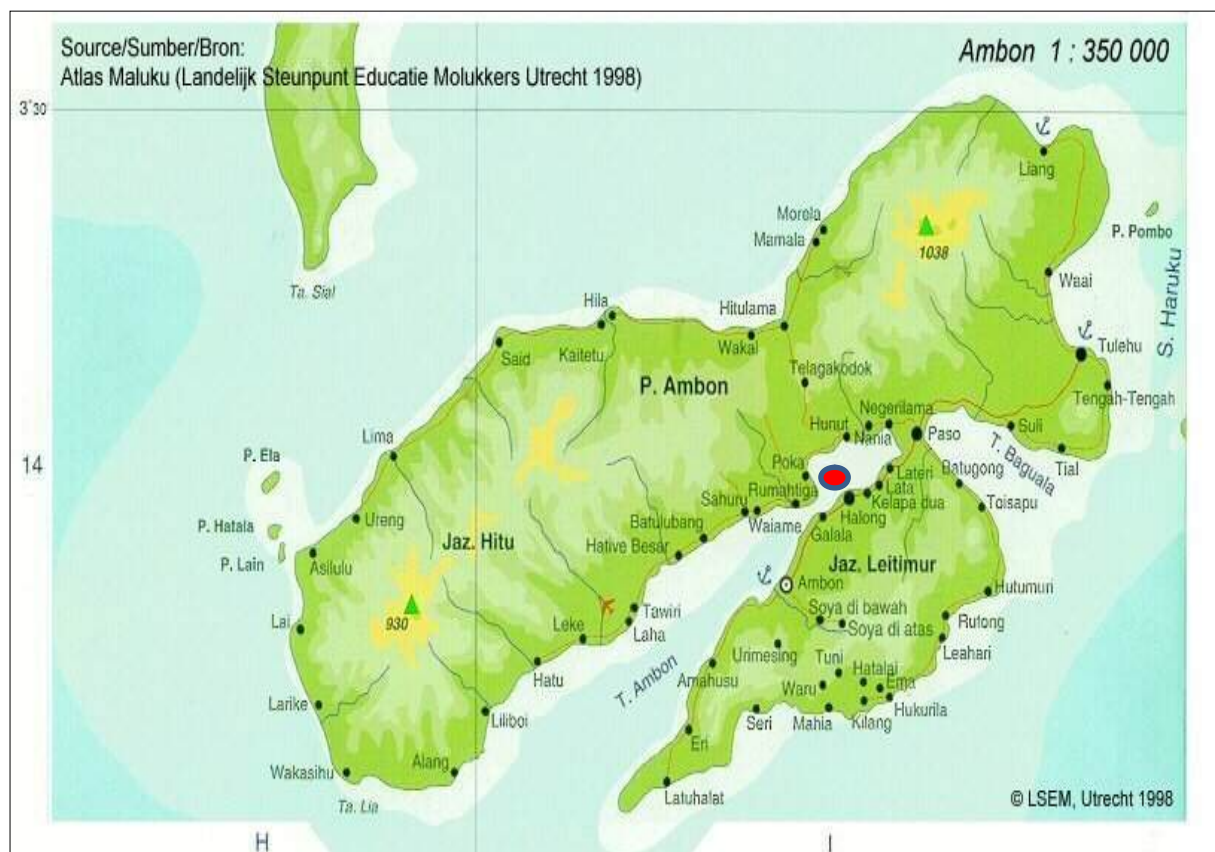 Source/Sumber/Bron:
Atlas Maluku (Landelijk Steunpunt Educatie Molukkers Utrecht 1998)
Ambon 1 : 350 000
3°30
Liang
Morela
Mamala
P. Pombo
1038
Waai
Ta. Sial
S. Haruku
Hila
Hitulama
Kaitetu
Wakal
Said
Tulehu
P. Ambon
Telagakodok
Tengah-Tengah
Negerilama
Hunut
Nania
Paso
Suli
T. Baguala
Tial
Lima
14
P. Ela
Poka
Lateri
Batugong
Lata
Rumahtiga
Kelapa dua
Toisapu
Sahuru
Waiame
Halong
Galala
Ureng
P. Hatala
Batulubang
Jaz. Hitu
Hative Besar
P. Lain
Asilulu
Jaz. Leitimur
Ambon
Hutumuri
930
Tawiri
Laha
Soya di bawah
Soya di atas
Rutong
Lai
Leke
Leahari
Urimesing
Tuni
T. Ambon
Amahusu
Hatu
Waru
Hatalai
Ema
Larike
Liliboi
Seri
Mahia
Kilang
Hukurila
Eri
Wakasihu
Alang
Latuhalat
Ta. Lia
© LSEM, Utrecht 1998
H
I